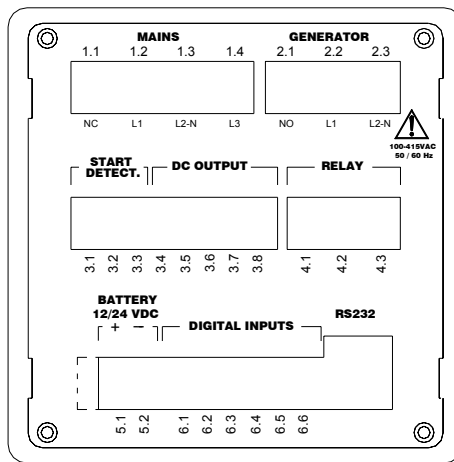 MAINS GENERATOR
1.1 1.2 1.3 1.4 2.1 2.2 2.3
NC L1 L2-N L3 NO L1 L2-N
100-415VAC
50 / 60 Hz
START
DETECT. DC OUTPUT RELAY
3.1 3.2 3.3 3.4 3.5 3.6 3.7 3.8 4.1 4.2 4.3
BATTERY
12/24 VDC
+ − DIGITAL INPUTS RS232
5.1 5.2 6.1 6.2 6.3 6.4 6.5 6.6